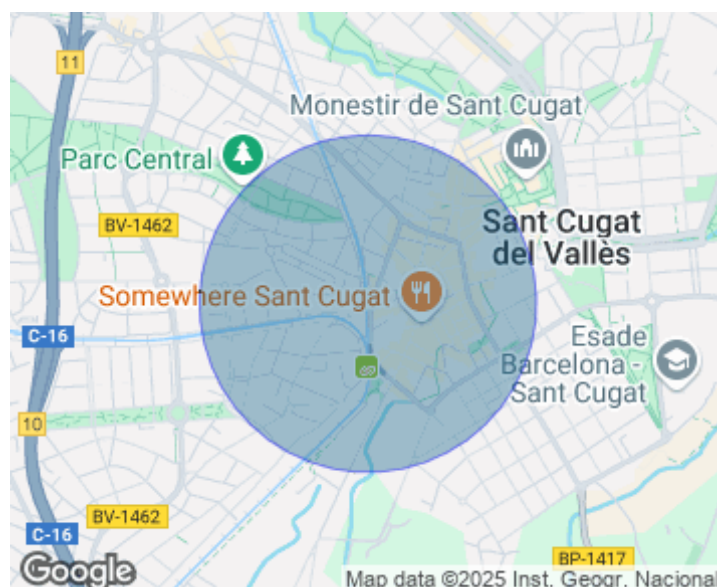 11
Monestir de Sant Cugat
Parc Central
BV-1462
Sant Cugat
del Vallès
Somewhere Sant Cugat
C-16
Esade
Barcelona -
Sant Cugat
10
BV-1462
C-16
BP-1417
Google
Map data ©2025 Inst. Geogr. Nacional